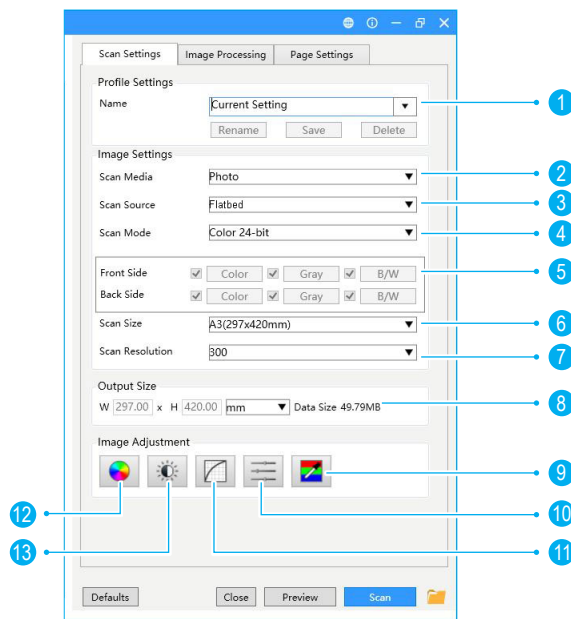 Scan Settings Image Processing Page Settings
Profile Settings
Name Current Setting 1
Rename Save Delete
Image Settings
Scan Media Photo 2
Scan Source Flatbed 3
Scan Mode Color 24-bit 4
Front Side Color Gray B/W 5
Back Side Color Gray B/W
Scan Size A3(297x420mm) 6
Scan Resolution 300 7
Output Size
W 297.00 x H 420.00 mm Data Size 49.79MB 8
Image Adjustment
9
12 10
13 11
Defaults Close Preview Scan